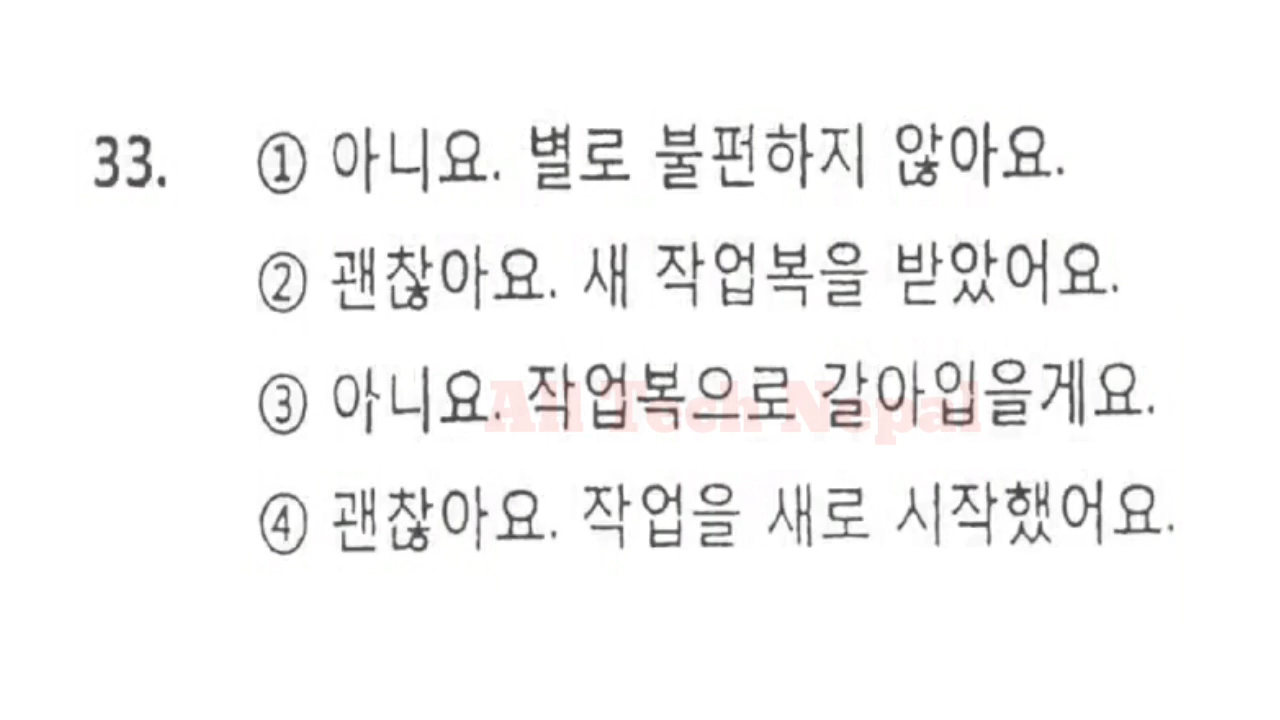 33. ① 아니요. 별로 불편하지 않아요.
② 괜찮아요. 새 작업복을 받았어요.
③ 아니요. 작업복으로 갈아입을게요.
All Tech Nepal
④ 괜찮아요. 작업을 새로 시작했어요.